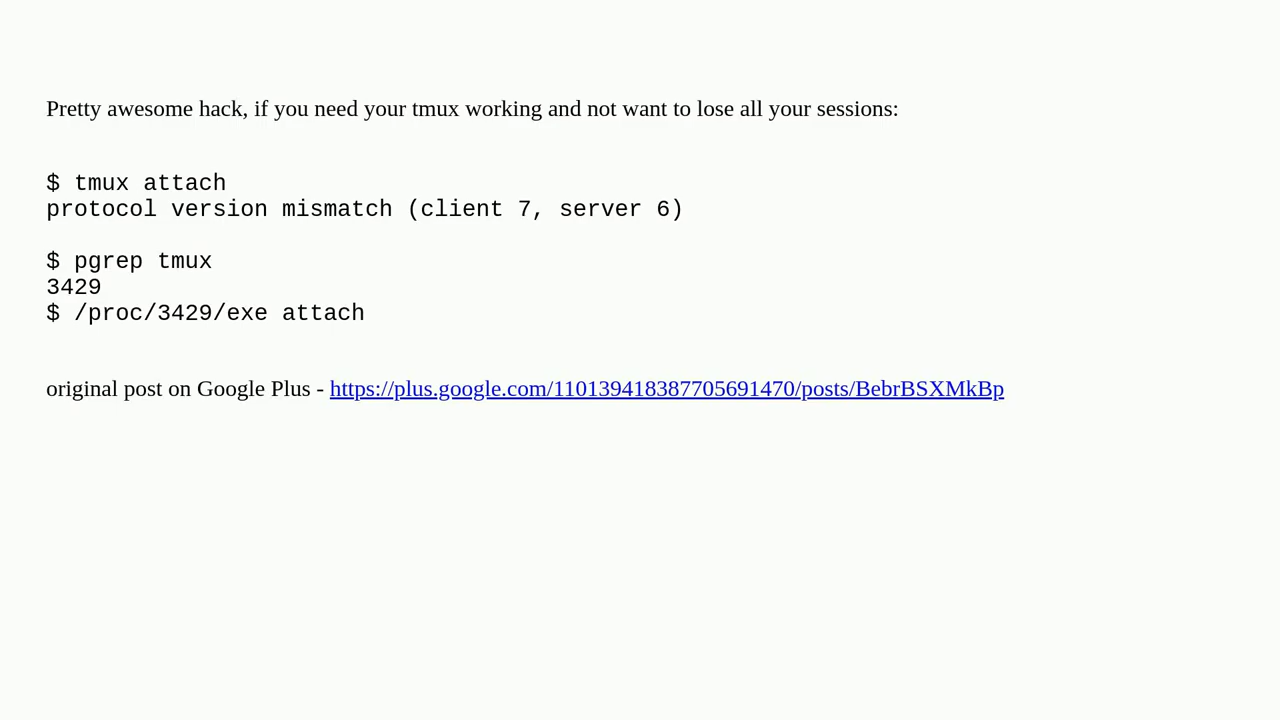 Pretty awesome hack, if you need your tmux working and not want to lose all your sessions:
$ tmux attach
protocol version mismatch (client 7, server 6)
$ pgrep tmux
3429
$ /proc/3429/exe attach
original post on Google Plus - https://plus.google.com/110139418387705691470/posts/BebrBSXMkBp